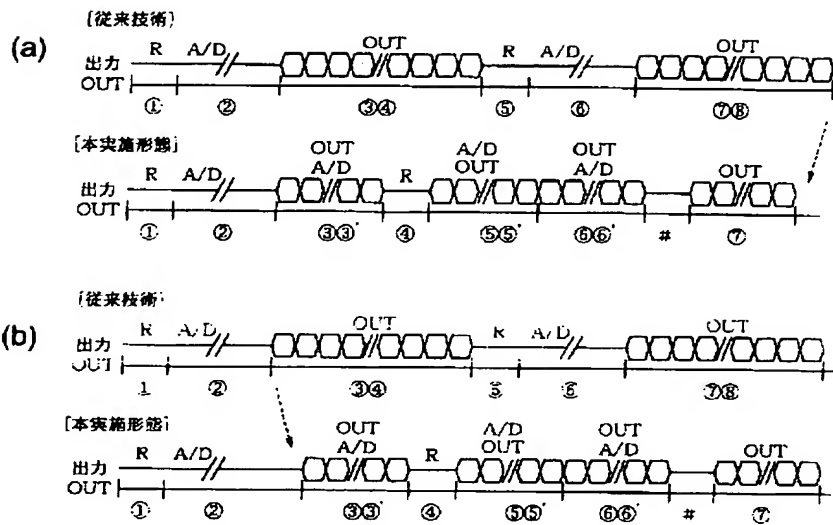 (a)
[従来技術]
出力 R A/D OUT R A/D OUT
OUT
① ② ③④ ⑤ ⑥ ⑦⑧
[本実施形態]
OUT A/D OUT
出力 R A/D A/D R OUT A/D OUT
OUT
① ② ③③' ④ ⑤⑤' ⑥⑥' # ⑦
(b)
[従来技術]
出力 R A/D OUT R A/D OUT
OUT
1 ② ③④ 5 ⑥ ⑦⑧
[本実施形態]
OUT A/D OUT
出力 R A/D A/D R OUT A/D OUT
OUT
① ② ③③' ④ ⑤⑤' ⑥⑥' # ⑦